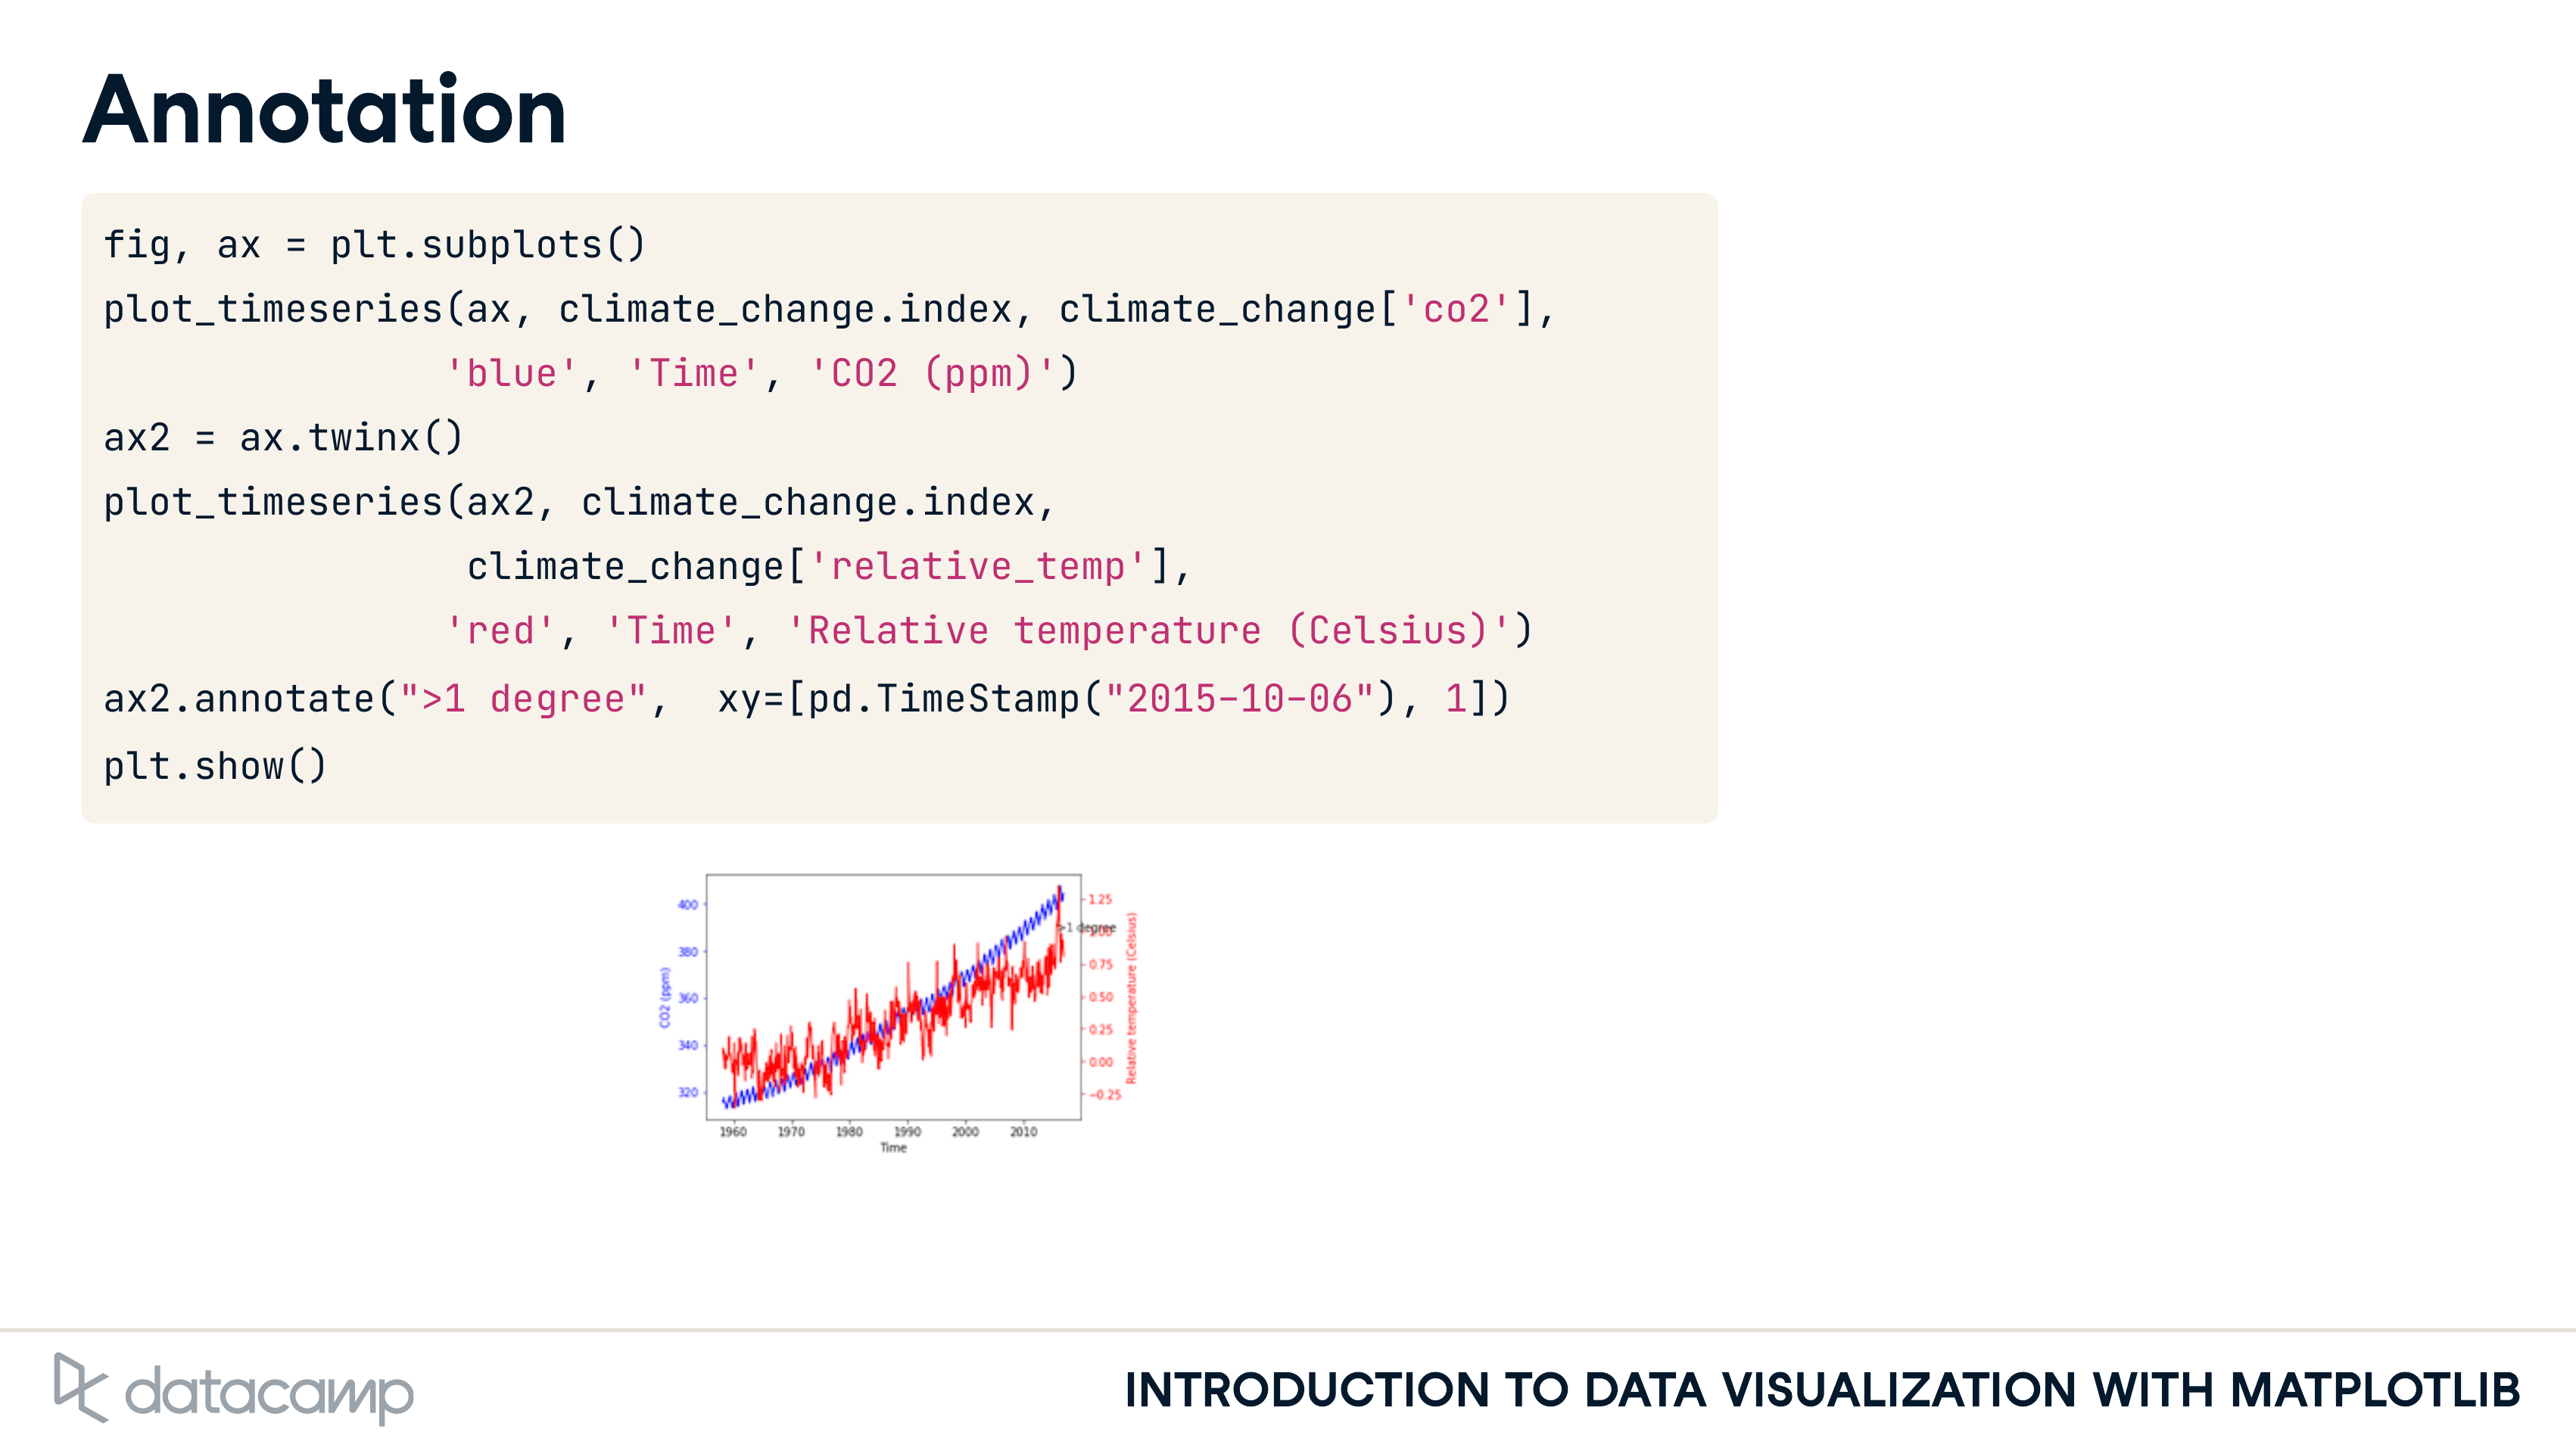 Annotation
fig, ax = plt.subplots()
plot_timeseries(ax, climate_change.index, climate_change['co2'],
'blue', 'Time', 'CO2 (ppm)')
ax2 = ax.twinx()
plot_timeseries(ax2, climate_change.index,
climate_change['relative_temp'],
'red', 'Time', 'Relative temperature (Celsius)')
ax2.annotate(">1 degree",  xy=[pd.TimeStamp("2015-10-06"), 1])
plt.show()
400
380
360
340
320
CO2 (ppm)
1960 1970 1980 1990 2000 2010
Time
>1 degree
1.25
1.00
0.75
0.50
0.25
0.00
−0.25
Relative temperature (Celsius)
datacamp
INTRODUCTION TO DATA VISUALIZATION WITH MATPLOTLIB